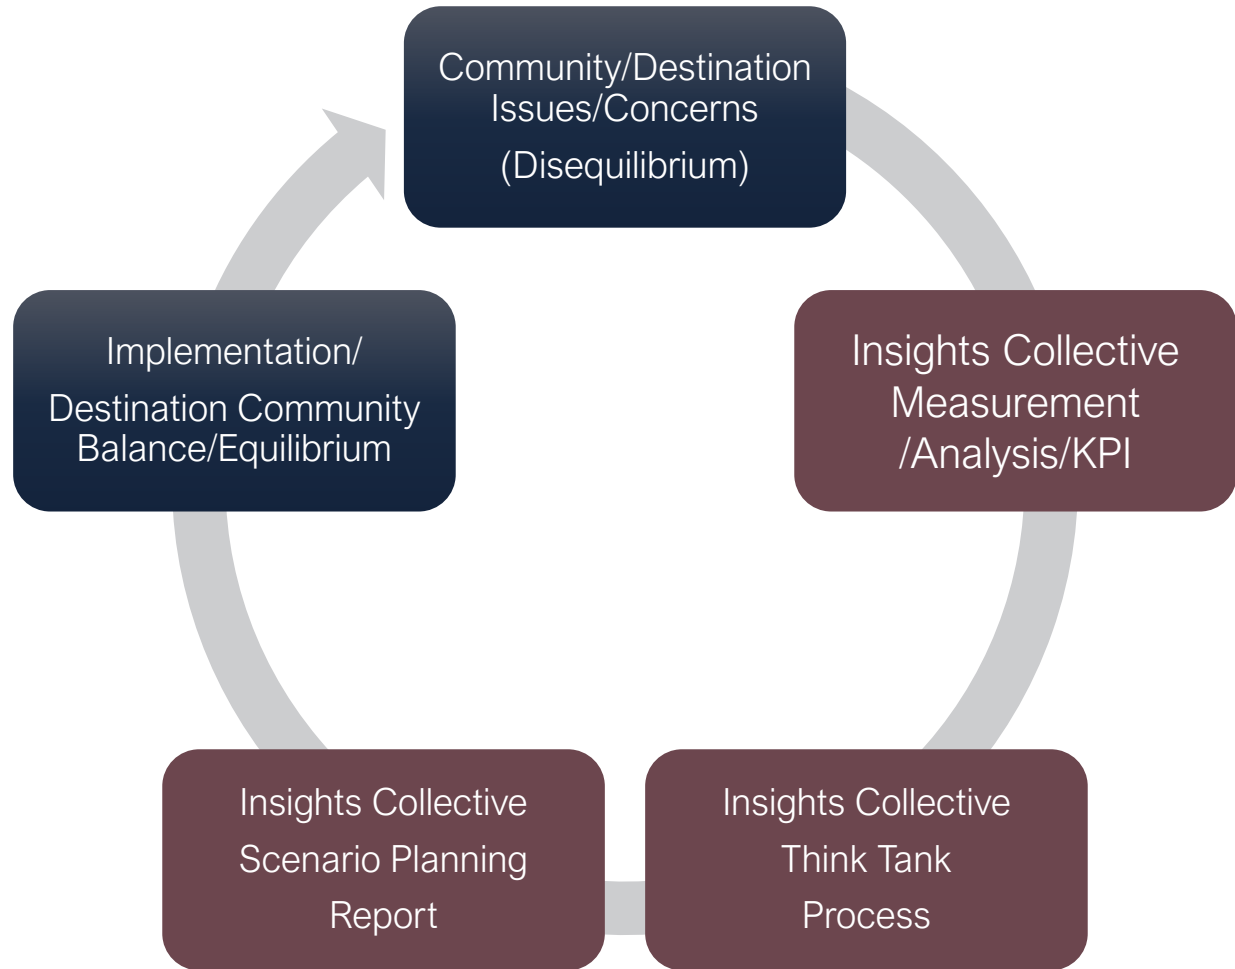 Community/Destination
Issues/Concerns
(Disequilibrium)
Insights Collective
Measurement
/Analysis/KPI
Insights Collective
Think Tank
Process
Insights Collective
Scenario Planning
Report
Implementation/
Destination Community
Balance/Equilibrium